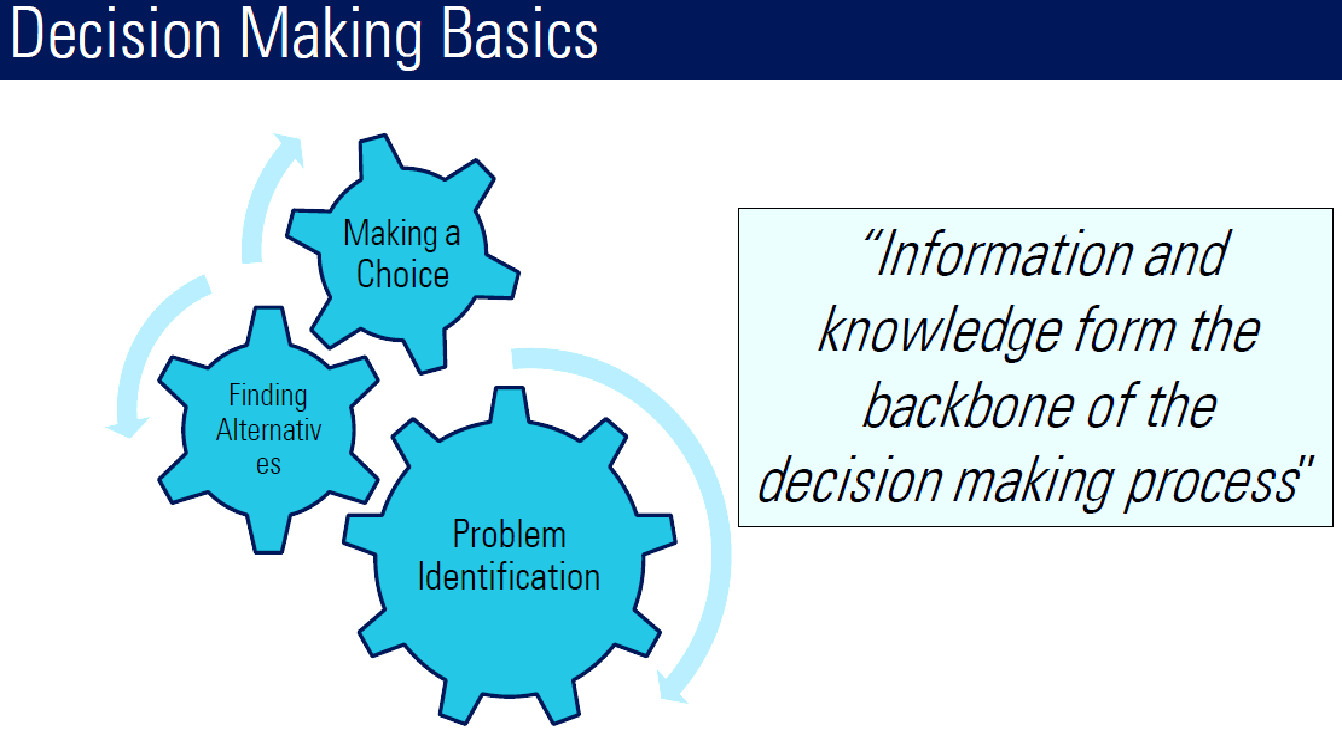 Decision Making Basics
Making a
Choice
Finding
Alternativ
es
Problem
Identification
“Information and
knowledge form the
backbone of the
decision making process"